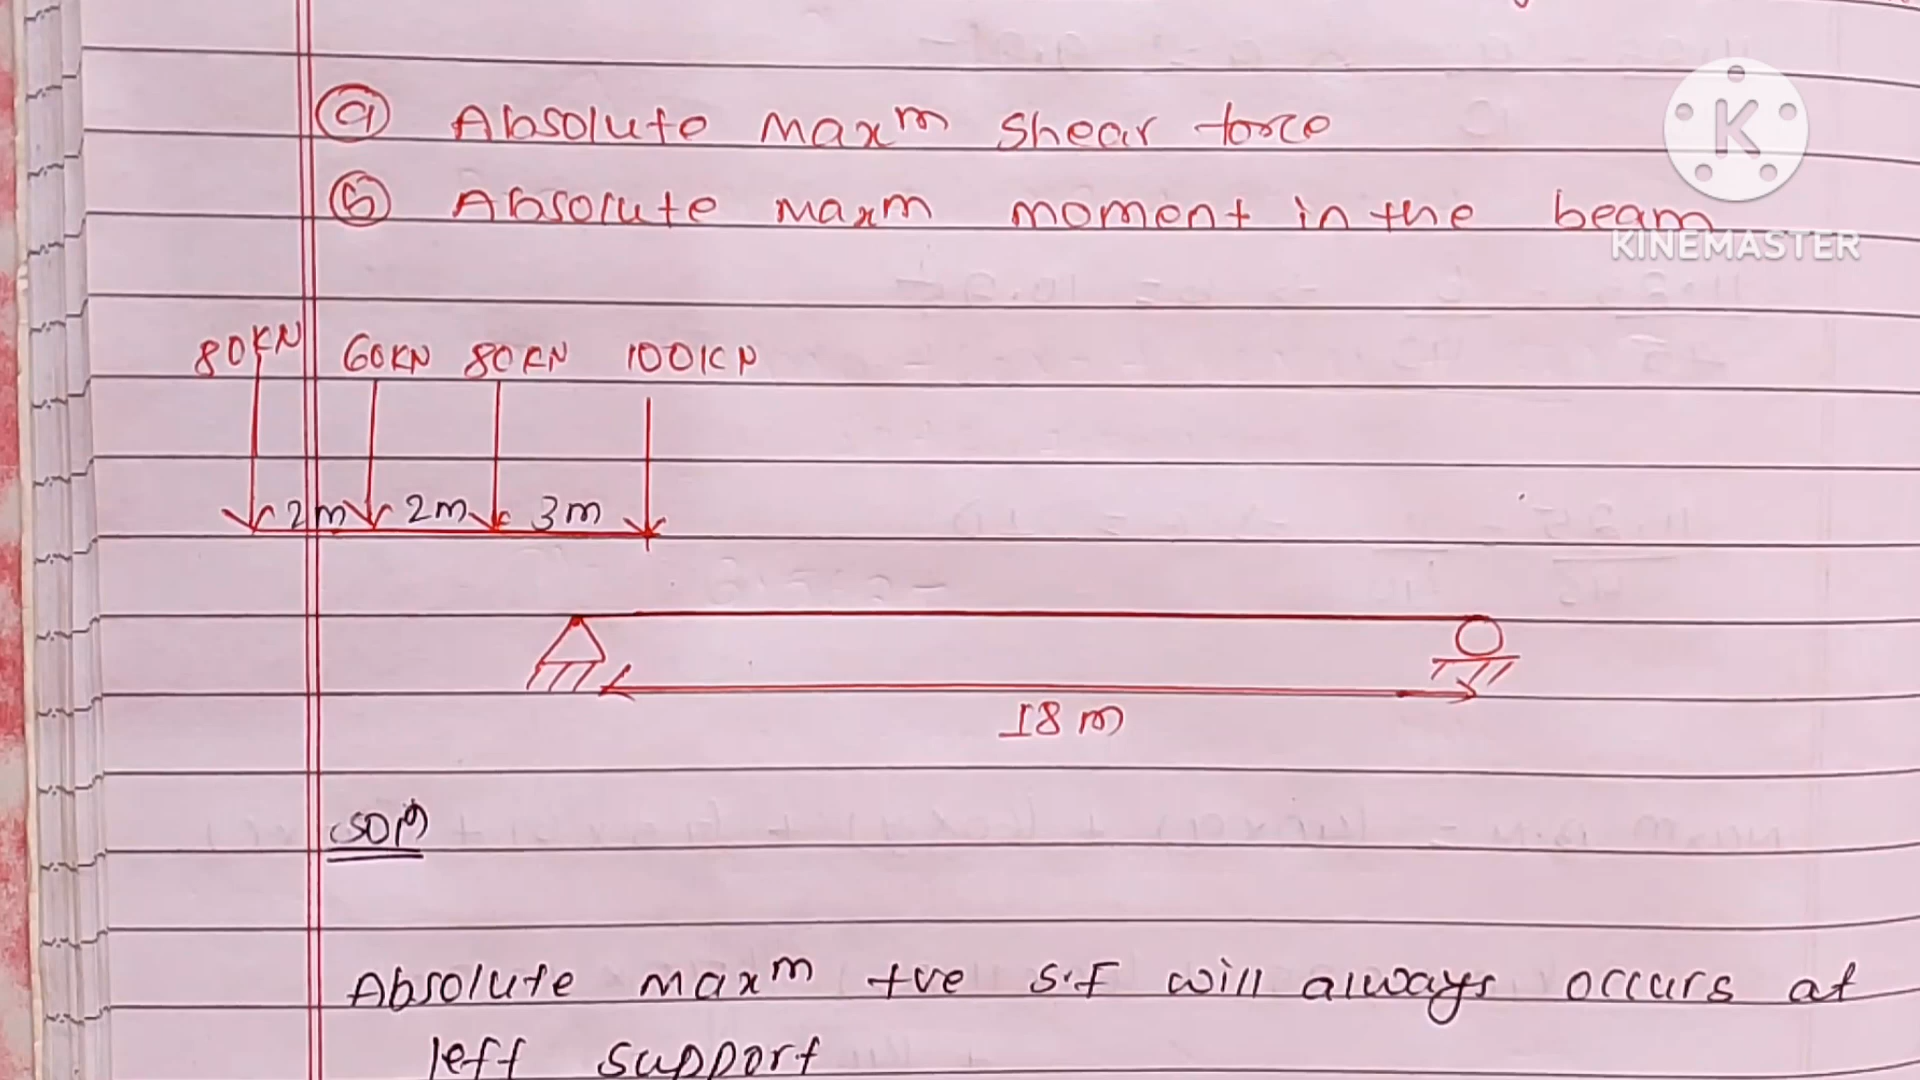 (a) Absolute maxm shear force
(b) Absolute maxm moment in the beam
K
KINEMASTER
80KN 60KN 80KN 100KN
2m 2m 3m
18 m
soln
Absolute maxm +ve S.F will always occurs at
left support